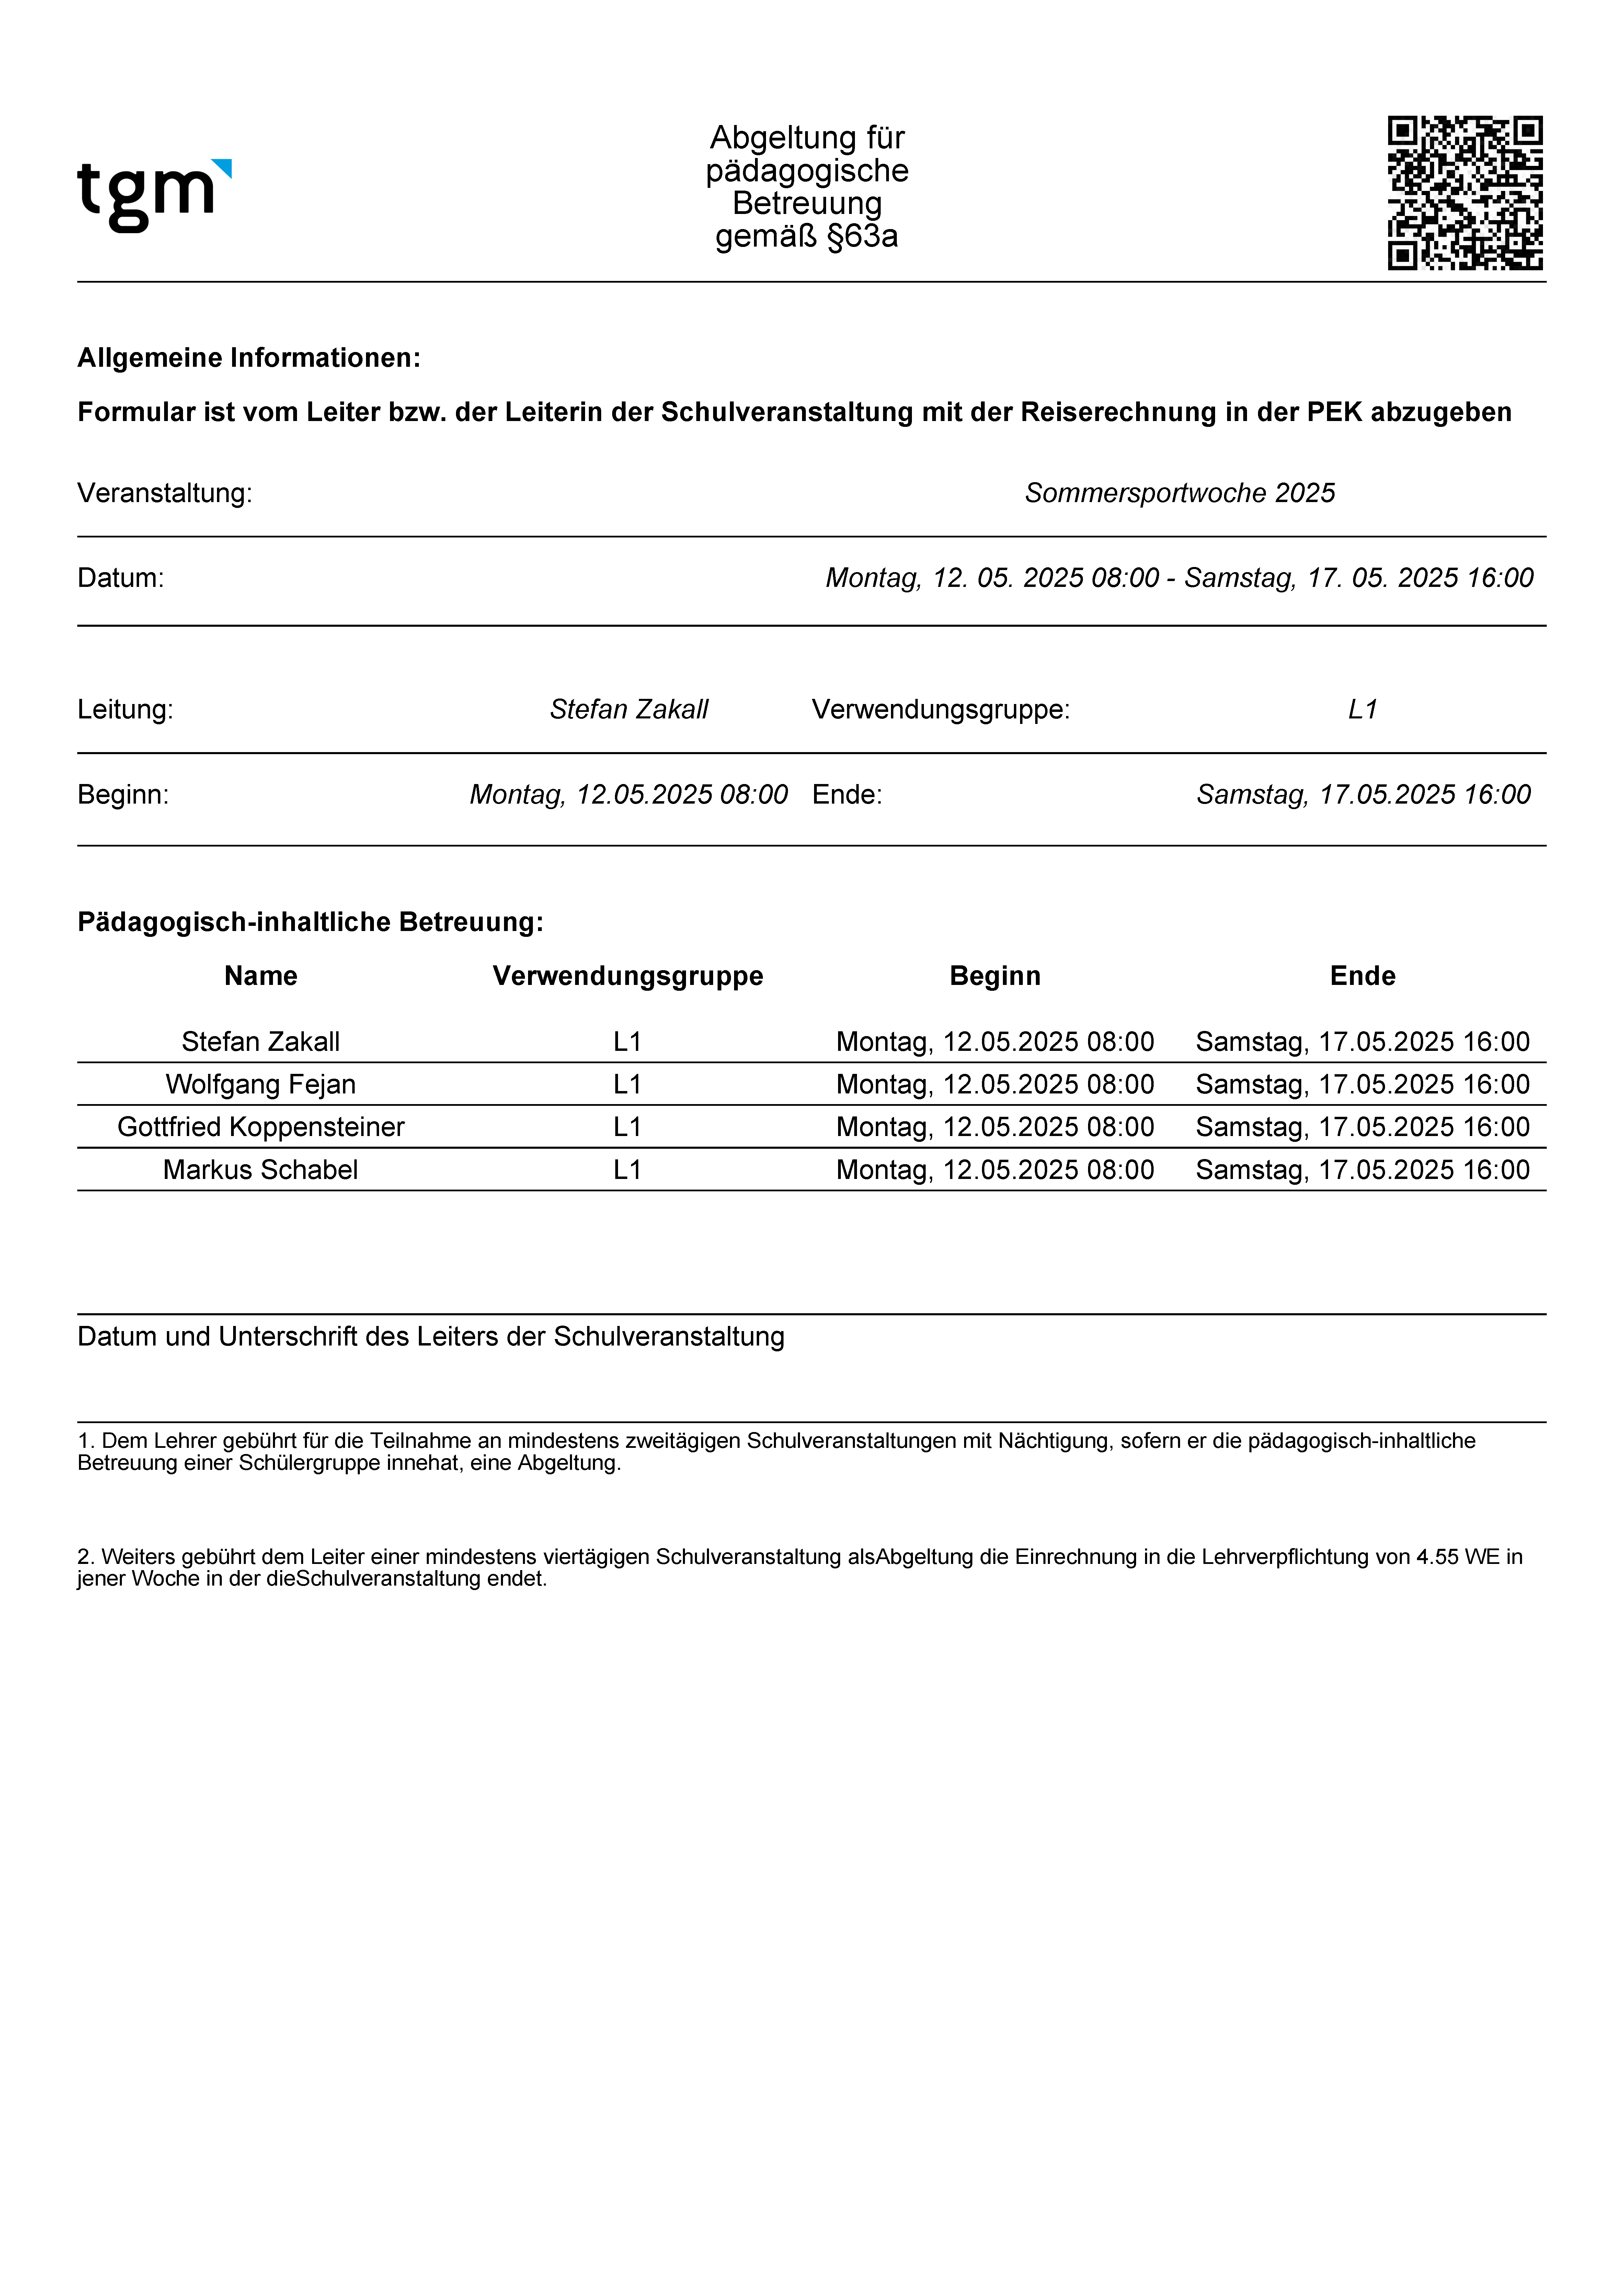 tgm
Abgeltung für
pädagogische
Betreuung
gemäß §63a
Allgemeine Informationen:
Formular ist vom Leiter bzw. der Leiterin der Schulveranstaltung mit der Reiserechnung in der PEK abzugeben
Veranstaltung: Sommersportwoche 2025
Datum: Montag, 12. 05. 2025 08:00 - Samstag, 17. 05. 2025 16:00
Leitung: Stefan Zakall Verwendungsgruppe: L1
Beginn: Montag, 12.05.2025 08:00 Ende: Samstag, 17.05.2025 16:00
Pädagogisch-inhaltliche Betreuung:
Name Verwendungsgruppe Beginn Ende
Stefan Zakall L1 Montag, 12.05.2025 08:00 Samstag, 17.05.2025 16:00
Wolfgang Fejan L1 Montag, 12.05.2025 08:00 Samstag, 17.05.2025 16:00
Gottfried Koppensteiner L1 Montag, 12.05.2025 08:00 Samstag, 17.05.2025 16:00
Markus Schabel L1 Montag, 12.05.2025 08:00 Samstag, 17.05.2025 16:00
Datum und Unterschrift des Leiters der Schulveranstaltung
1. Dem Lehrer gebührt für die Teilnahme an mindestens zweitägigen Schulveranstaltungen mit Nächtigung, sofern er die pädagogisch-inhaltliche
Betreuung einer Schülergruppe innehat, eine Abgeltung.
2. Weiters gebührt dem Leiter einer mindestens viertägigen Schulveranstaltung alsAbgeltung die Einrechnung in die Lehrverpflichtung von 4.55 WE in
jener Woche in der dieSchulveranstaltung endet.